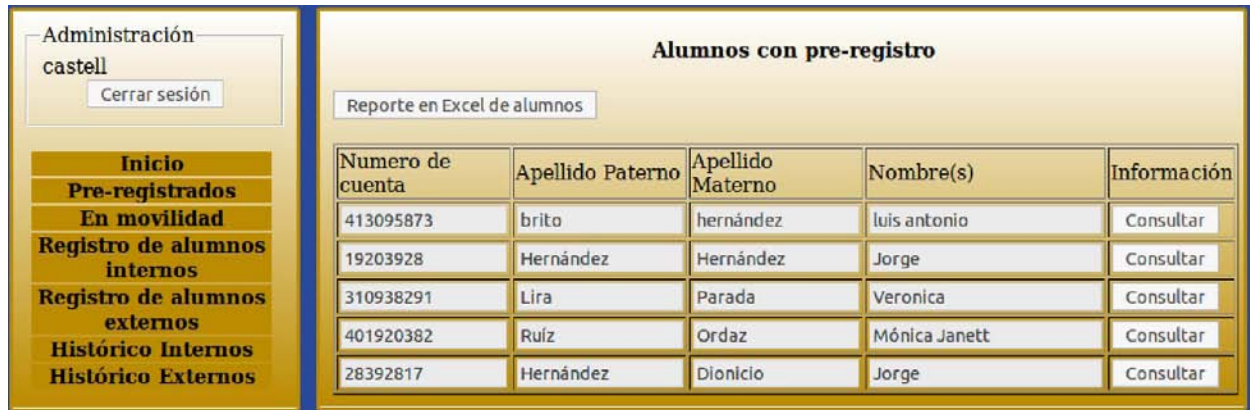 Administración
castell
Cerrar sesión
Inicio
Pre-registrados
En movilidad
Registro de alumnos
internos
Registro de alumnos
externos
Histórico Internos
Histórico Externos
Alumnos con pre-registro
Reporte en Excel de alumnos
Numero de cuenta Apellido Paterno Apellido Materno Nombre(s) Información
413095873 brito hernández luis antonio Consultar
19203928 Hernández Hernández Jorge Consultar
310938291 Lira Parada Veronica Consultar
401920382 Ruíz Ordaz Mónica Janett Consultar
28392817 Hernández Dionicio Jorge Consultar